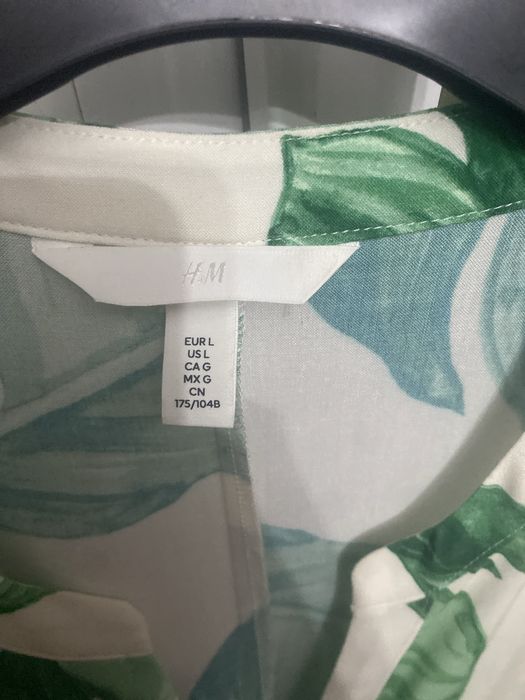 H&M
EUR L
US L
CA G
MX G
CN
175/104B